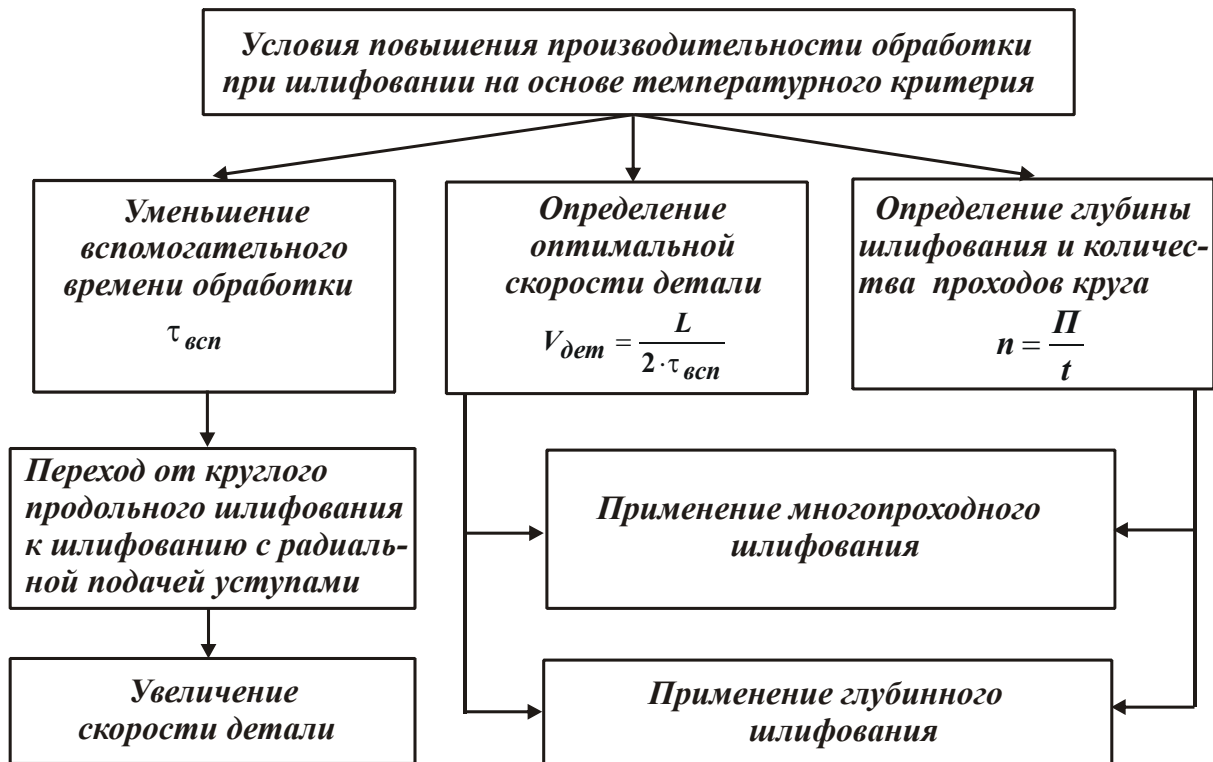 Условия повышения производительности обработки
при шлифовании на основе температурного критерия
Уменьшение
вспомогательного
времени обработки
τ всп
Определение
оптимальной
скорости детали
V дет = L / 2 · τ всп
Определение глубины
шлифования и количес-
тва проходов круга
n = П / t
Переход от круглого
продольного шлифования
к шлифованию с радиаль-
ной подачей уступами
Применение многопроходного
шлифования
Увеличение
скорости детали
Применение глубинного
шлифования